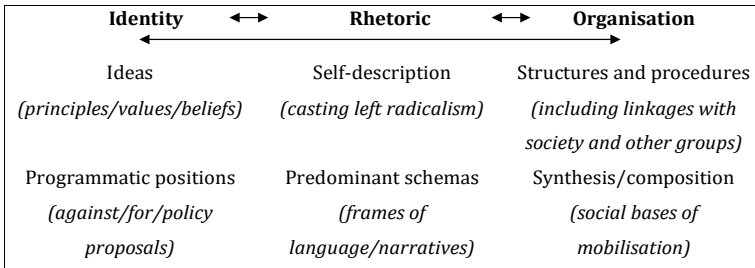 Identity Rhetoric Organisation
Ideas Self-description Structures and procedures
(principles/values/beliefs) (casting left radicalism) (including linkages with
society and other groups)
Programmatic positions Predominant schemas Synthesis/composition
(against/for/policy (frames of (social bases of
proposals) language/narratives) mobilisation)